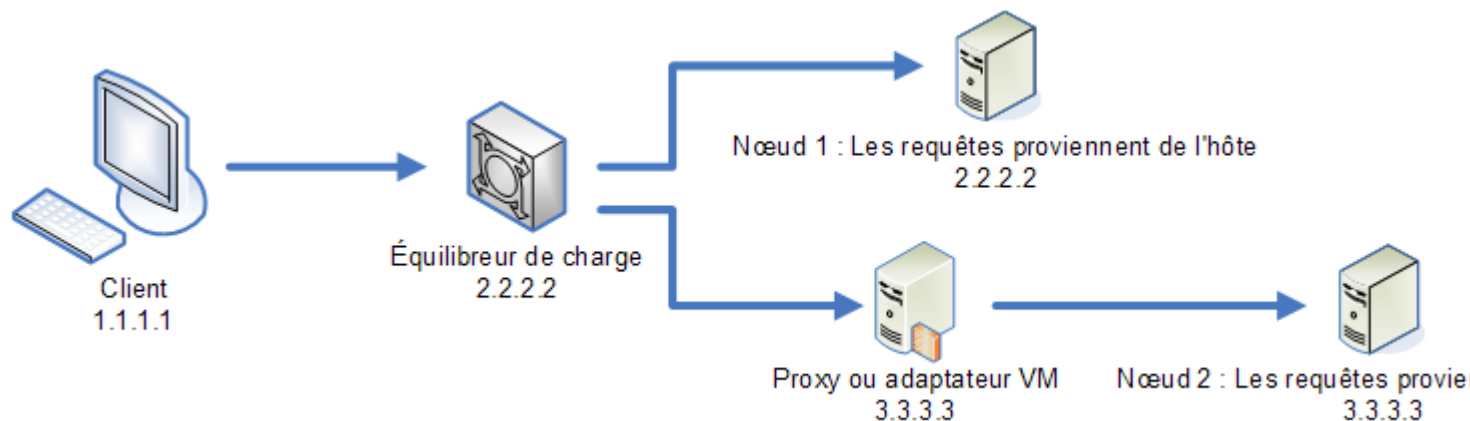 Nœud 1 : Les requêtes proviennent de l'hôte
2.2.2.2
Équilibreur de charge
2.2.2.2
Client
1.1.1.1
Proxy ou adaptateur VM
3.3.3.3
Nœud 2 : Les requêtes provie
3.3.3.3